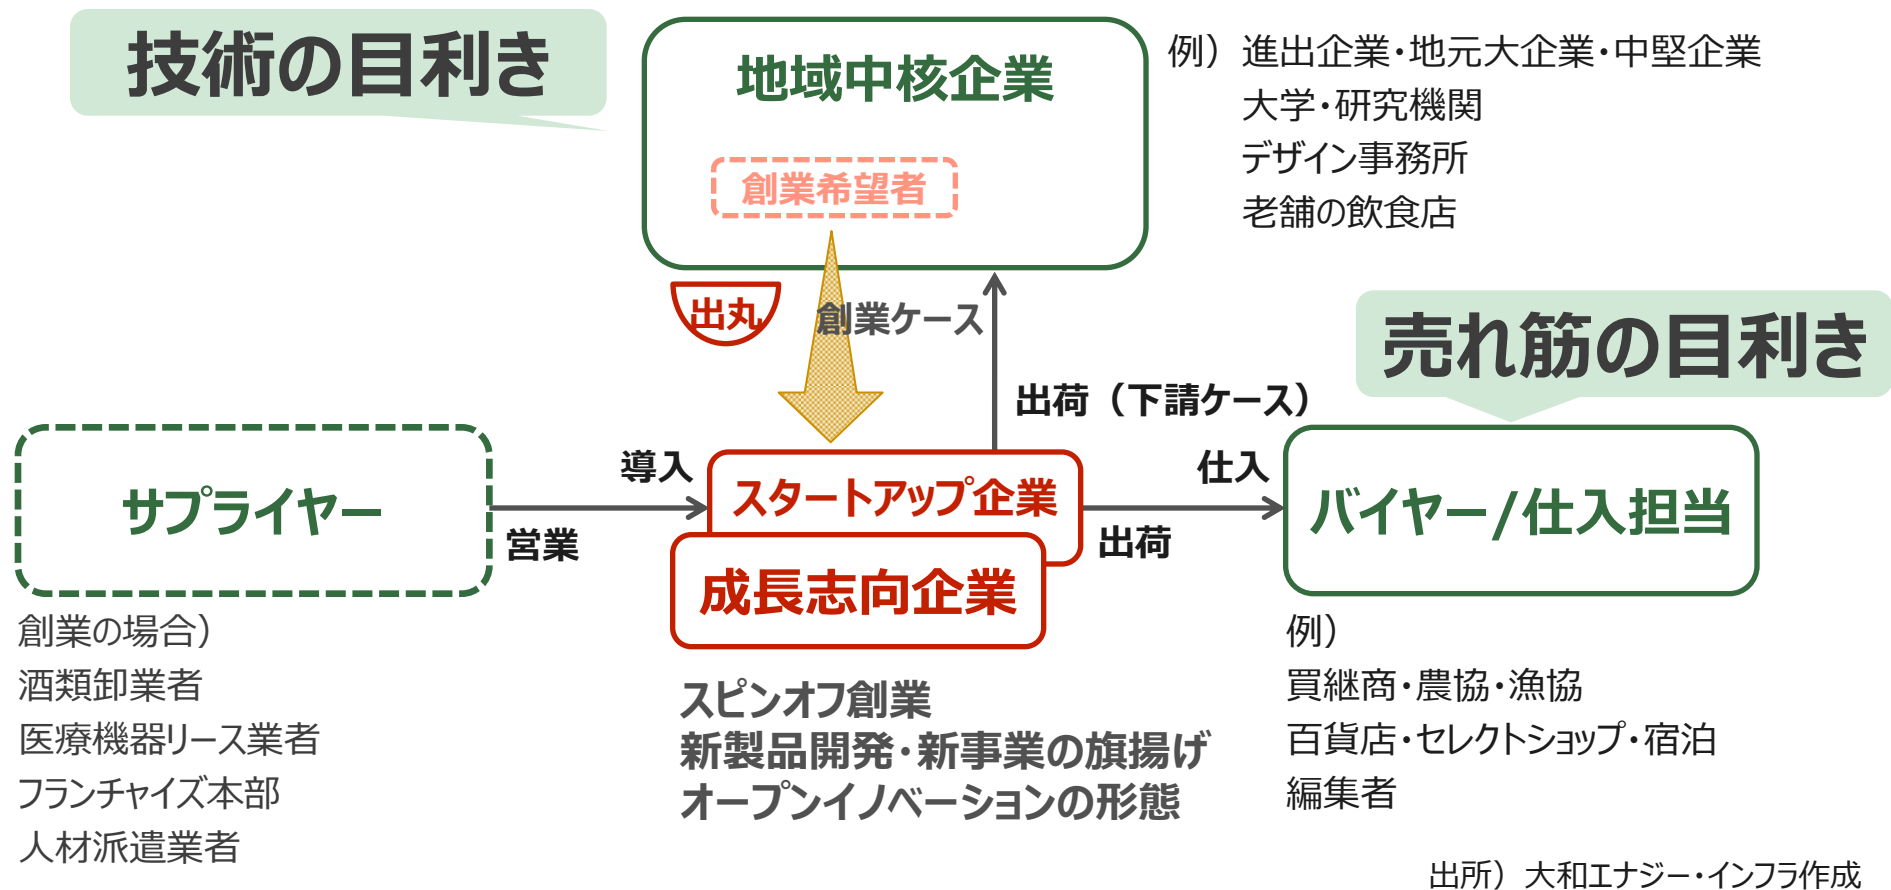 技術の目利き
地域中核企業
創業希望者
例）進出企業・地元大企業・中堅企業
大学・研究機関
デザイン事務所
老舗の飲食店
出丸
創業ケース
出荷（下請ケース）
売れ筋の目利き
サプライヤー
導入
営業
スタートアップ企業
成長志向企業
仕入
出荷
バイヤー/仕入担当
創業の場合）
酒類卸業者
医療機器リース業者
フランチャイズ本部
人材派遣業者
スピンオフ創業
新製品開発・新事業の旗揚げ
オープンイノベーションの形態
例）
買継商・農協・漁協
百貨店・セレクトショップ・宿泊
編集者
出所）大和エナジー・インフラ作成